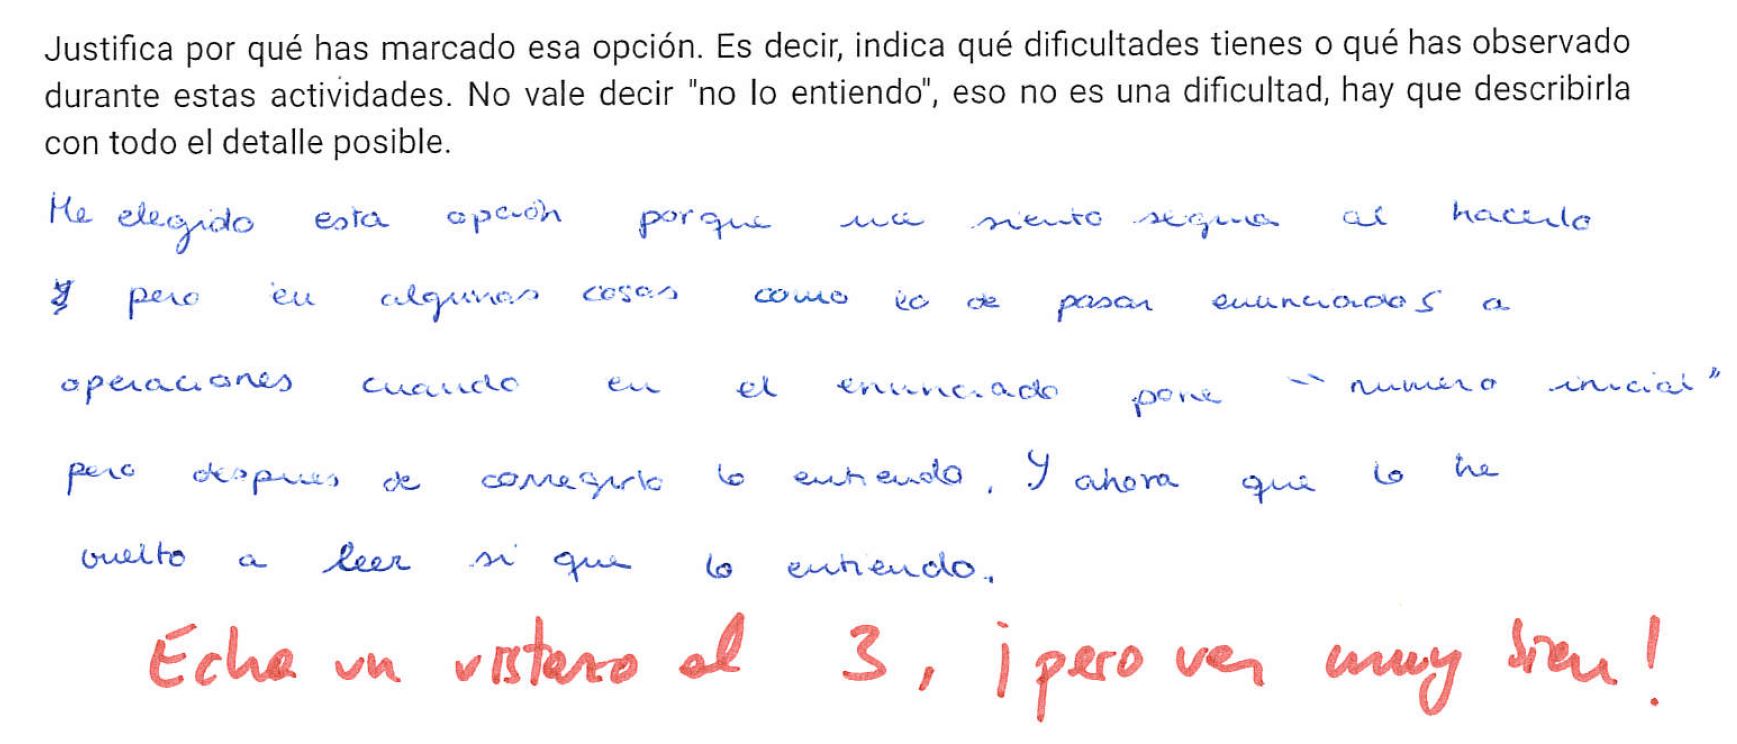 Justifica por qué has marcado esa opción. Es decir, indica qué dificultades tienes o qué has observado
durante estas actividades. No vale decir "no lo entiendo", eso no es una dificultad, hay que describirla
con todo el detalle posible.
He elegido esta opción porque me siento segura al hacerlo
y pero en algunas cosas como lo de pasar enunciados a
operaciones cuando en el enunciado pone "numero inicial"
pero despues de corregirlo lo entiendo. Y ahora que lo he
vuelto a leer si que lo entiendo.
Echa un vistazo al 3, ¡pero ves muy bien!